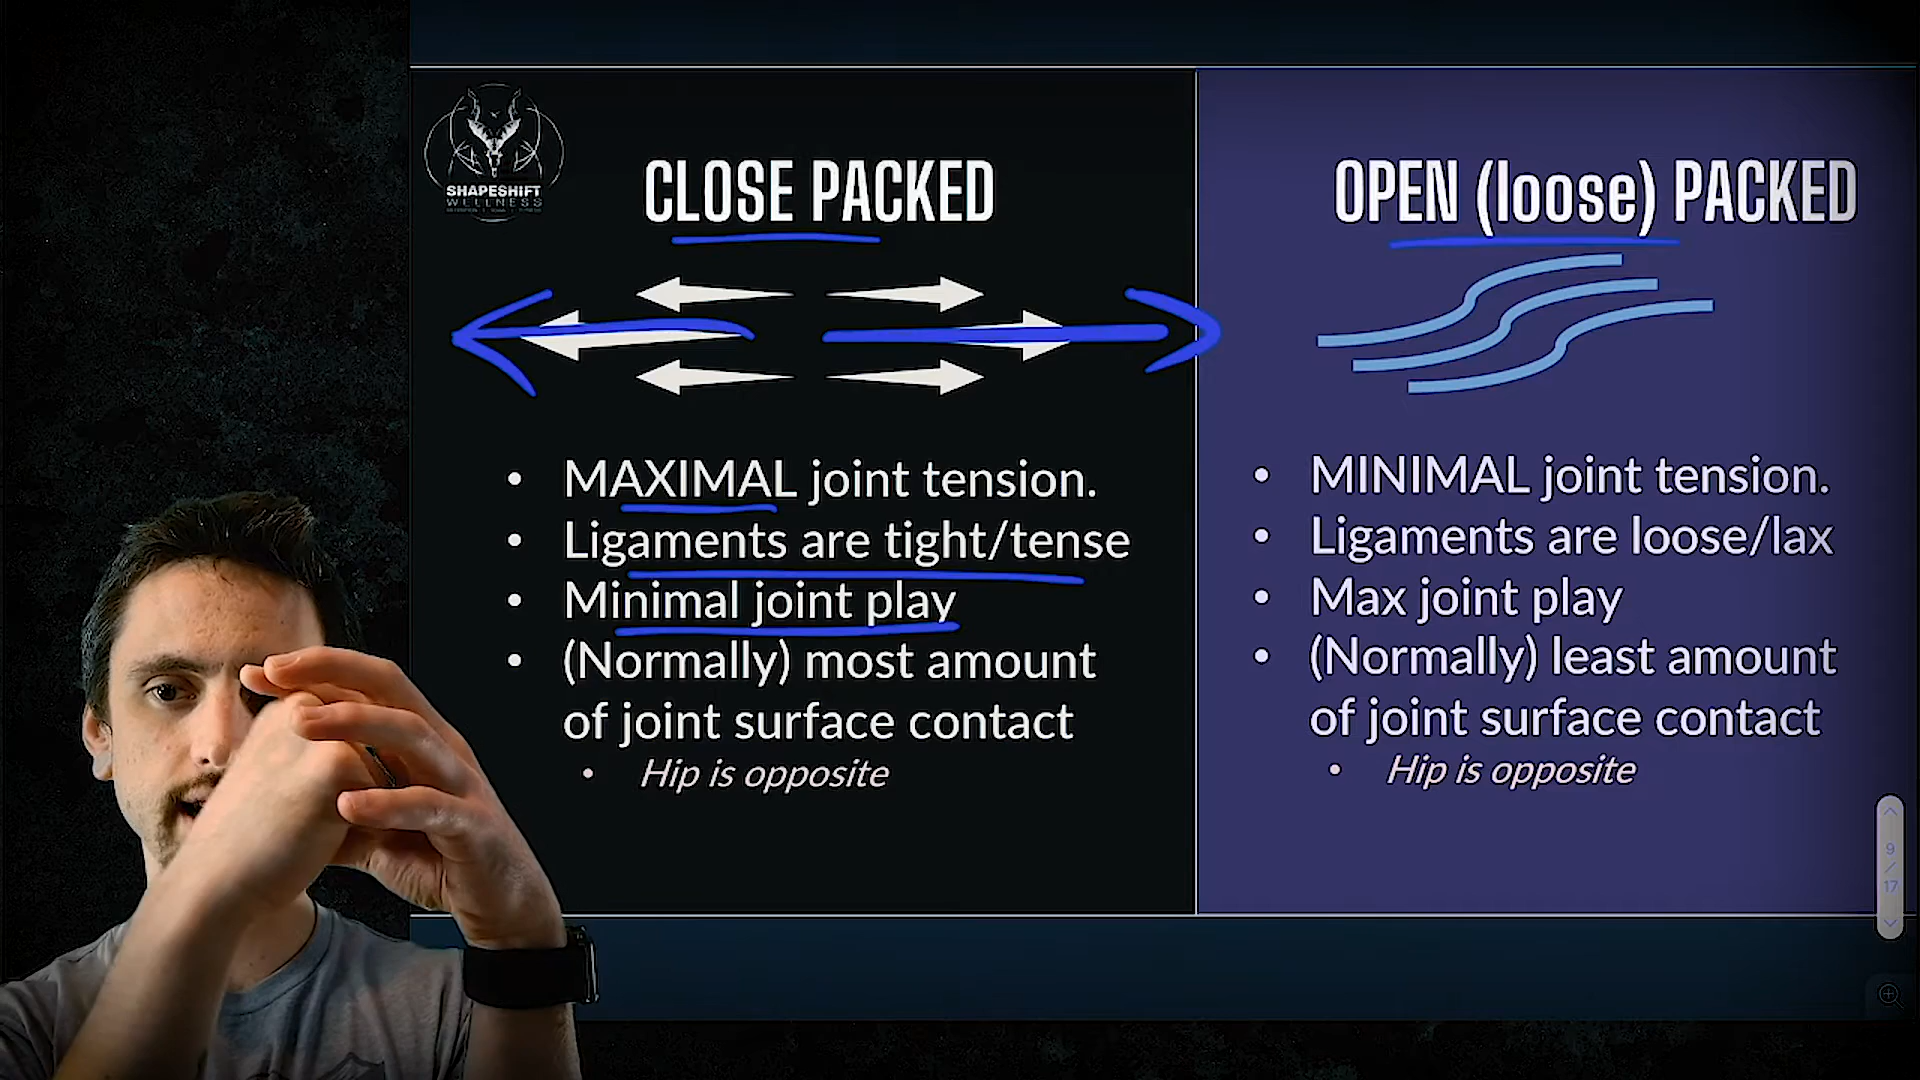 SHAPESHIFT
WELLNESS
CLOSE PACKED
• MAXIMAL joint tension.
• Ligaments are tight/tense
• Minimal joint play
• (Normally) most amount
of joint surface contact
• Hip is opposite
OPEN (loose) PACKED
• MINIMAL joint tension.
• Ligaments are loose/lax
• Max joint play
• (Normally) least amount
of joint surface contact
• Hip is opposite
9
/
17